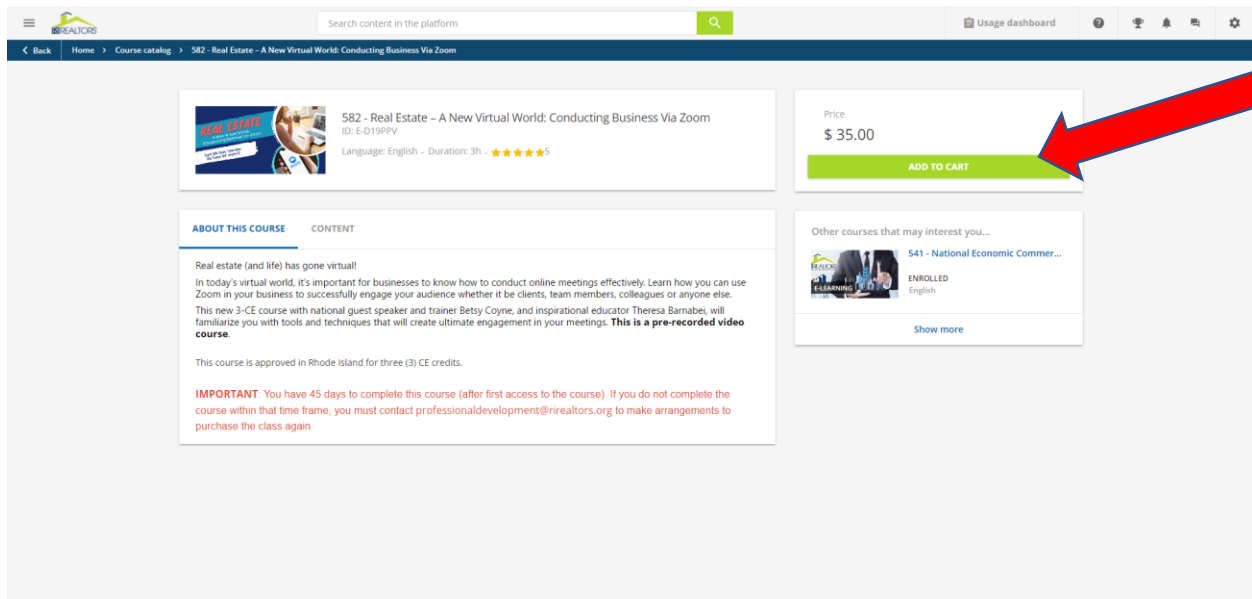 RIREALTORS
Search content in the platform
Usage dashboard
Back
Home > Course catalog > 582 - Real Estate – A New Virtual World: Conducting Business Via Zoom
REAL ESTATE
582 - Real Estate – A New Virtual World: Conducting Business Via Zoom
ID: E-D19PPV
Language: English - Duration: 3h - ★★★★★5
Price
$ 35.00
ADD TO CART
ABOUT THIS COURSE
CONTENT
Real estate (and life) has gone virtual!
In today's virtual world, it's important for businesses to know how to conduct online meetings effectively. Learn how you can use
Zoom in your business to successfully engage your audience whether it be clients, team members, colleagues or anyone else.
This new 3-CE course with national guest speaker and trainer Betsy Coyne, and inspirational educator Theresa Barnabei, will
familiarize you with tools and techniques that will create ultimate engagement in your meetings. This is a pre-recorded video
course.
This course is approved in Rhode Island for three (3) CE credits.
IMPORTANT: You have 45 days to complete this course (after first access to the course). If you do not complete the
course within that time frame, you must contact professionaldevelopment@rirealtors.org to make arrangements to
purchase the class again.
Other courses that may interest you...
REALTORS
E-LEARNING
541 - National Economic Commer...
ENROLLED
English
Show more